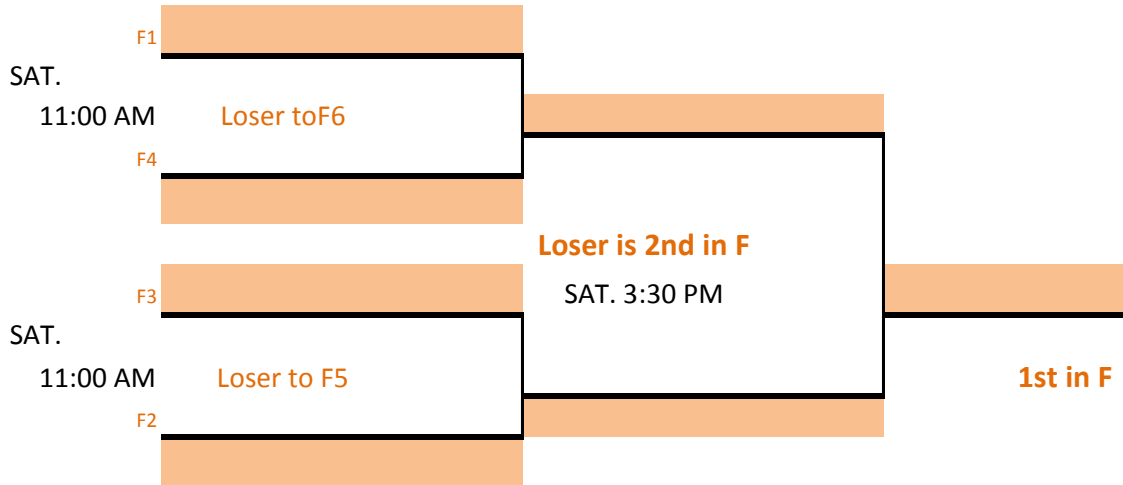 F1
SAT.
11:00 AM
Loser toF6
F4
Loser is 2nd in F
SAT. 3:30 PM
F3
SAT.
11:00 AM
Loser to F5
1st in F
F2